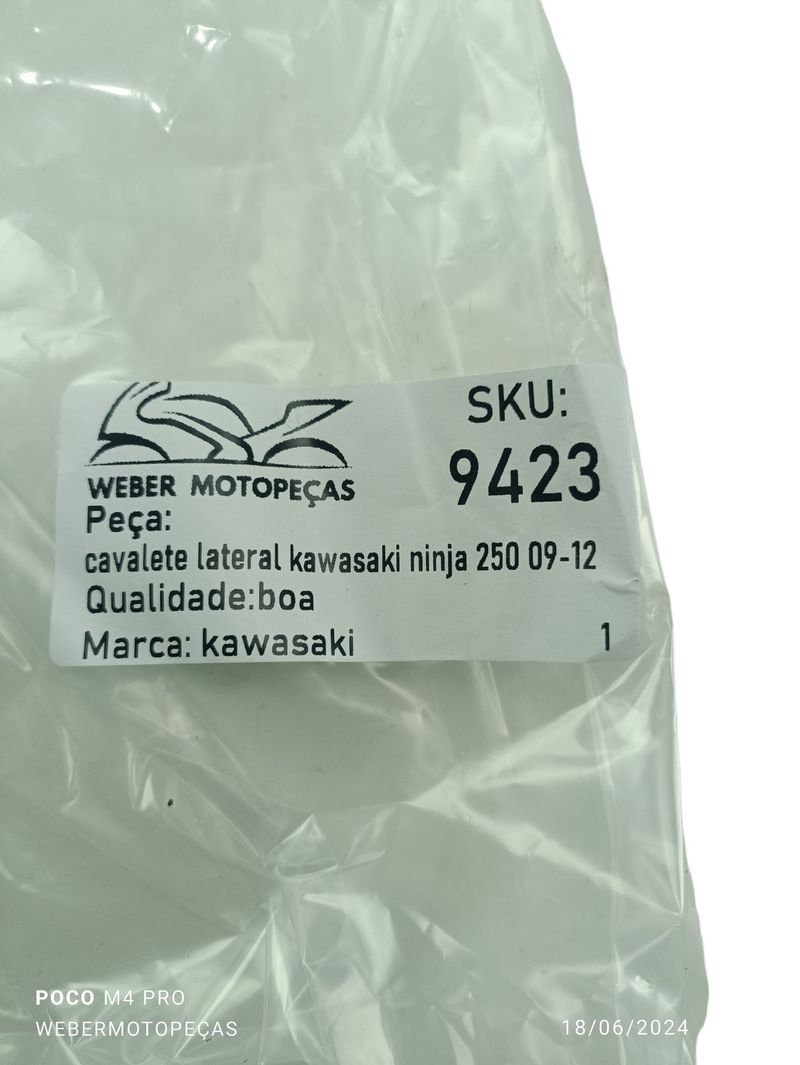 WEBER MOTOPEÇAS
SKU:
9423
Peça:
cavalete lateral kawasaki ninja 250 09-12
Qualidade:boa
Marca: kawasaki
1
POCO M4 PRO
WEBERMOTOPEÇAS
18/06/2024